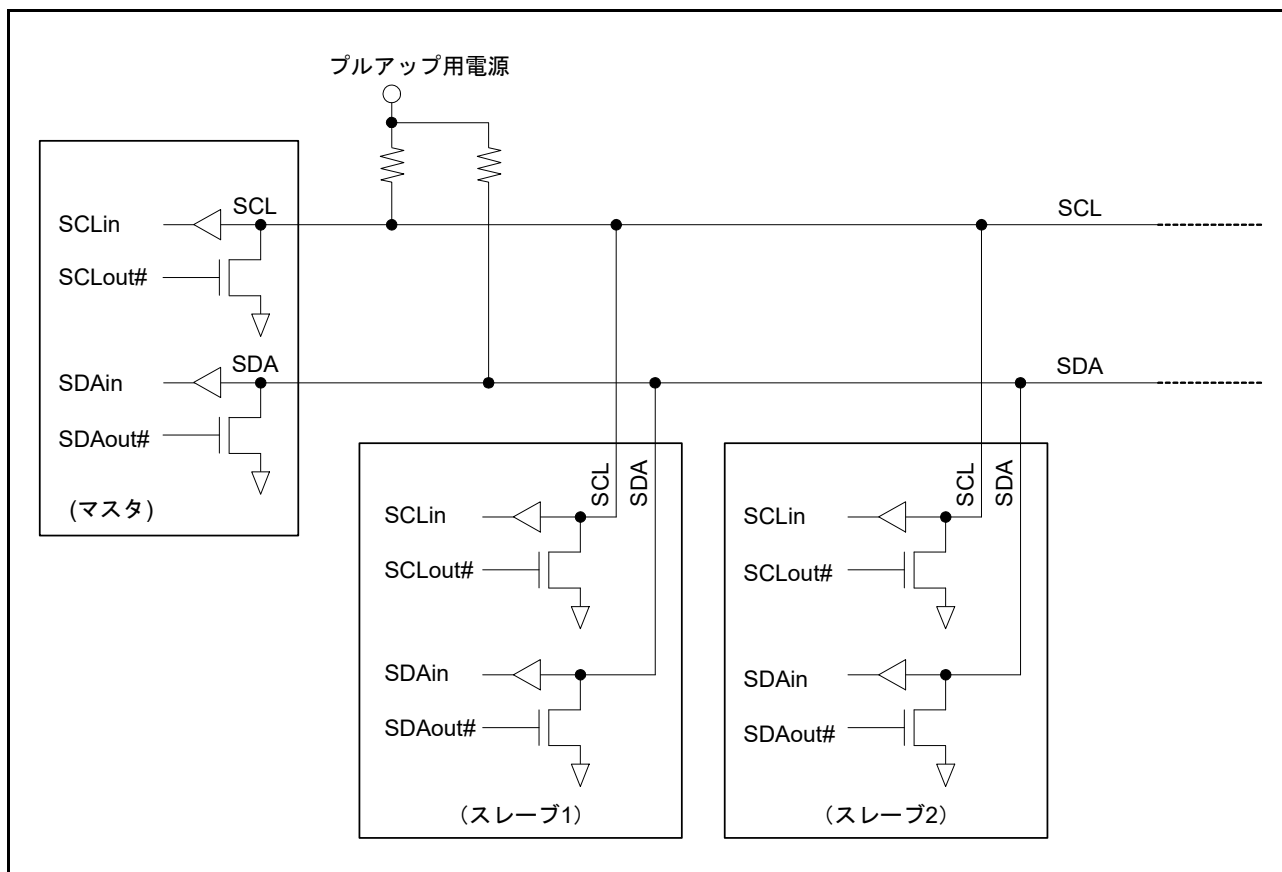 プルアップ用電源
SCLin
SCL
SCL
SCLout#
SDAin
SDA
SDA
SDAout#
(マスタ)
SCL
SDA
SCLin
SCLout#
SDAin
SDAout#
（スレーブ1）
SCL
SDA
SCLin
SCLout#
SDAin
SDAout#
（スレーブ2）